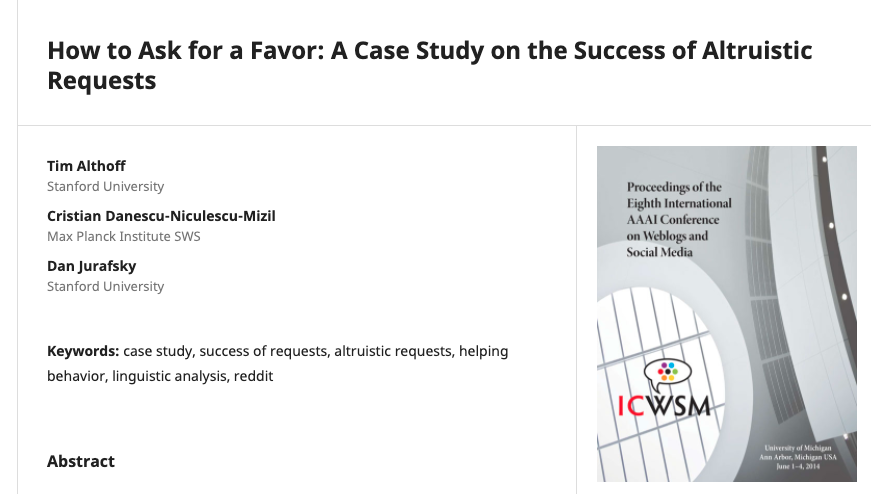 How to Ask for a Favor: A Case Study on the Success of Altruistic
Requests
Tim Althoff
Stanford University
Cristian Danescu-Niculescu-Mizil
Max Planck Institute SWS
Dan Jurafsky
Stanford University
Keywords: case study, success of requests, altruistic requests, helping
behavior, linguistic analysis, reddit
Abstract
Proceedings of the
Eighth International
AAAI Conference
on Weblogs and
Social Media
ICWSM
University of Michigan
Ann Arbor, Michigan USA
June 1–4, 2014